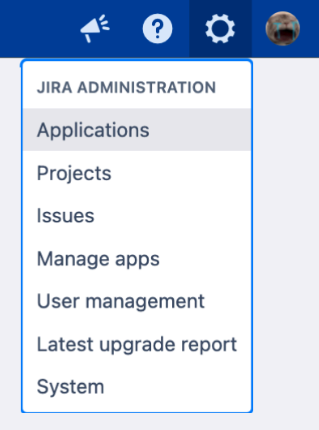 JIRA ADMINISTRATION
Applications
Projects
Issues
Manage apps
User management
Latest upgrade report
System